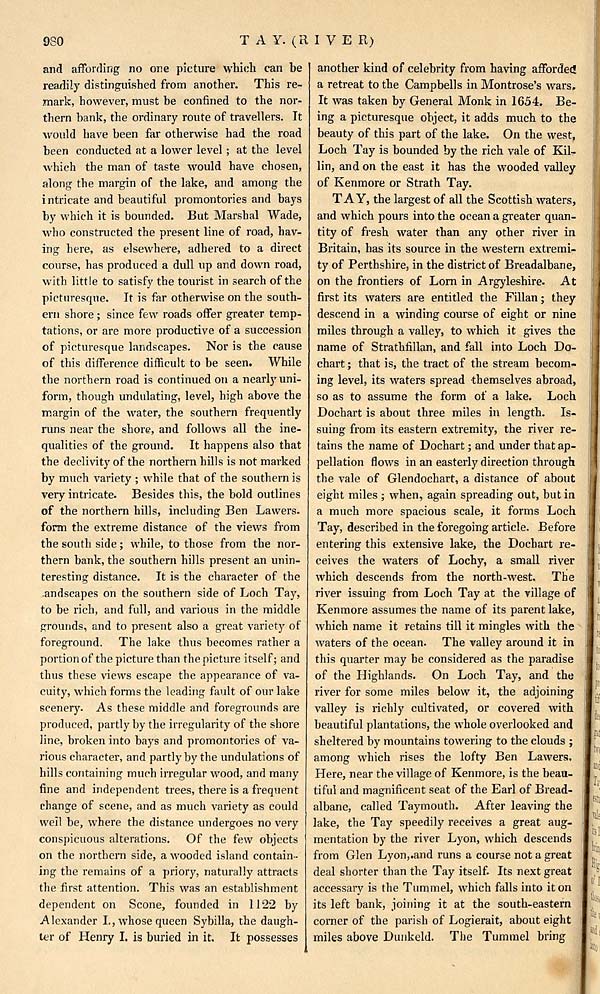 980
TAY. (RIVER)
and affording no one picture which can be
readily distinguished from another. This re-
mark, however, must be confined to the nor-
thern bank, the ordinary route of travellers. It
would have been far otherwise had the road
been conducted at a lower level; at the level
which the man of taste would have chosen,
along the margin of the lake, and among the
intricate and beautiful promontories and bays
by which it is bounded. But Marshal Wade,
who constructed the present line of road, hav-
ing here, as elsewhere, adhered to a direct
course, has produced a dull up and down road,
with little to satisfy the tourist in search of the
picturesque. It is far otherwise on the south-
ern shore; since few roads offer greater temp-
tations, or are more productive of a succession
of picturesque landscapes. Nor is the cause
of this difference difficult to be seen. While
the northern road is continued on a nearly uni-
form, though undulating, level, high above the
margin of the water, the southern frequently
runs near the shore, and follows all the ine-
qualities of the ground. It happens also that
the declivity of the northern hills is not marked
by much variety; while that of the southern is
very intricate. Besides this, the bold outlines
of the northern hills, including Ben Lawers.
form the extreme distance of the views from
the south side; while, to those from the nor-
thern bank, the southern hills present an unin-
teresting distance. It is the character of the
.andscapes on the southern side of Loch Tay,
to be rich, and full, and various in the middle
grounds, and to present also a great variety of
foreground. The lake thus becomes rather a
portion of the picture than the picture itself; and
thus these views escape the appearance of va-
cuity, which forms the leading fault of our lake
scenery. As these middle and foregrounds are
produced, partly by the irregularity of the shore
line, broken into bays and promontories of va-
rious character, and partly by the undulations of
hills containing much irregular wood, and many
fine and independent trees, there is a frequent
change of scene, and as much variety as could
well be, where the distance undergoes no very
conspicuous alterations. Of the few objects
on the northern side, a wooded island contain-
ing the remains of a priory, naturally attracts
the first attention. This was an establishment
dependent on Scone, founded in 1122 by
Alexander I., whose queen Sybilla, the daugh-
ter of Henry I. is buried in it. It possesses
another kind of celebrity from having afforded
a retreat to the Campbells in Montrose's wars.
It was taken by General Monk in 1654. Be-
ing a picturesque object, it adds much to the
beauty of this part of the lake. On the west,
Loch Tay is bounded by the rich vale of Kil-
lin, and on the east it has the wooded valley
of Kenmore or Strath Tay.
TAY, the largest of all the Scottish waters,
and which pours into the ocean a greater quan-
tity of fresh water than any other river in
Britain, has its source in the western extremi-
ty of Perthshire, in the district of Breadalbane,
on the frontiers of Lorn in Argyleshire. At
first its waters are entitled the Fillan; they
descend in a winding course of eight or nine
miles through a valley, to which it gives the
name of Strathfillan, and fall into Loch Do-
chart; that is, the tract of the stream becom-
ing level, its waters spread themselves abroad,
so as to assume the form of a lake. Loch
Dochart is about three miles in length. Is-
suing from its eastern extremity, the river re-
tains the name of Dochart; and under that ap-
pellation flows in an easterly direction through
the vale of Glendochart, a distance of about
eight miles; when, again spreading out, but in
a much more spacious scale, it forms Loch
Tay, described in the foregoing article. Before
entering this extensive lake, the Dochart re-
ceives the waters of Lochy, a small river
which descends from the north-west. The
river issuing from Loch Tay at the village of
Kenmore assumes the name of its parent lake,
which name it retains till it mingles with the
waters of the ocean. The valley around it in
this quarter may be considered as the paradise
of the Highlands. On Loch Tay, and the
river for some miles below it, the adjoining
valley is richly cultivated, or covered with
beautiful plantations, the whole overlooked and
sheltered by mountains towering to the clouds;
among which rises the lofty Ben Lawers.
Here, near the village of Kenmore, is the beau-
tiful and magnificent seat of the Earl of Bread-
albane, called Taymouth. After leaving the
lake, the Tay speedily receives a great aug-
mentation by the river Lyon, which descends
from Glen Lyon,.and runs a course not a great
deal shorter than the Tay itself. Its next great
accessary is the Tummel, which falls into it on
its left bank, joining it at the south-eastern
corner of the parish of Logierait, about eight
miles above Dunkeld. The Tummel bring